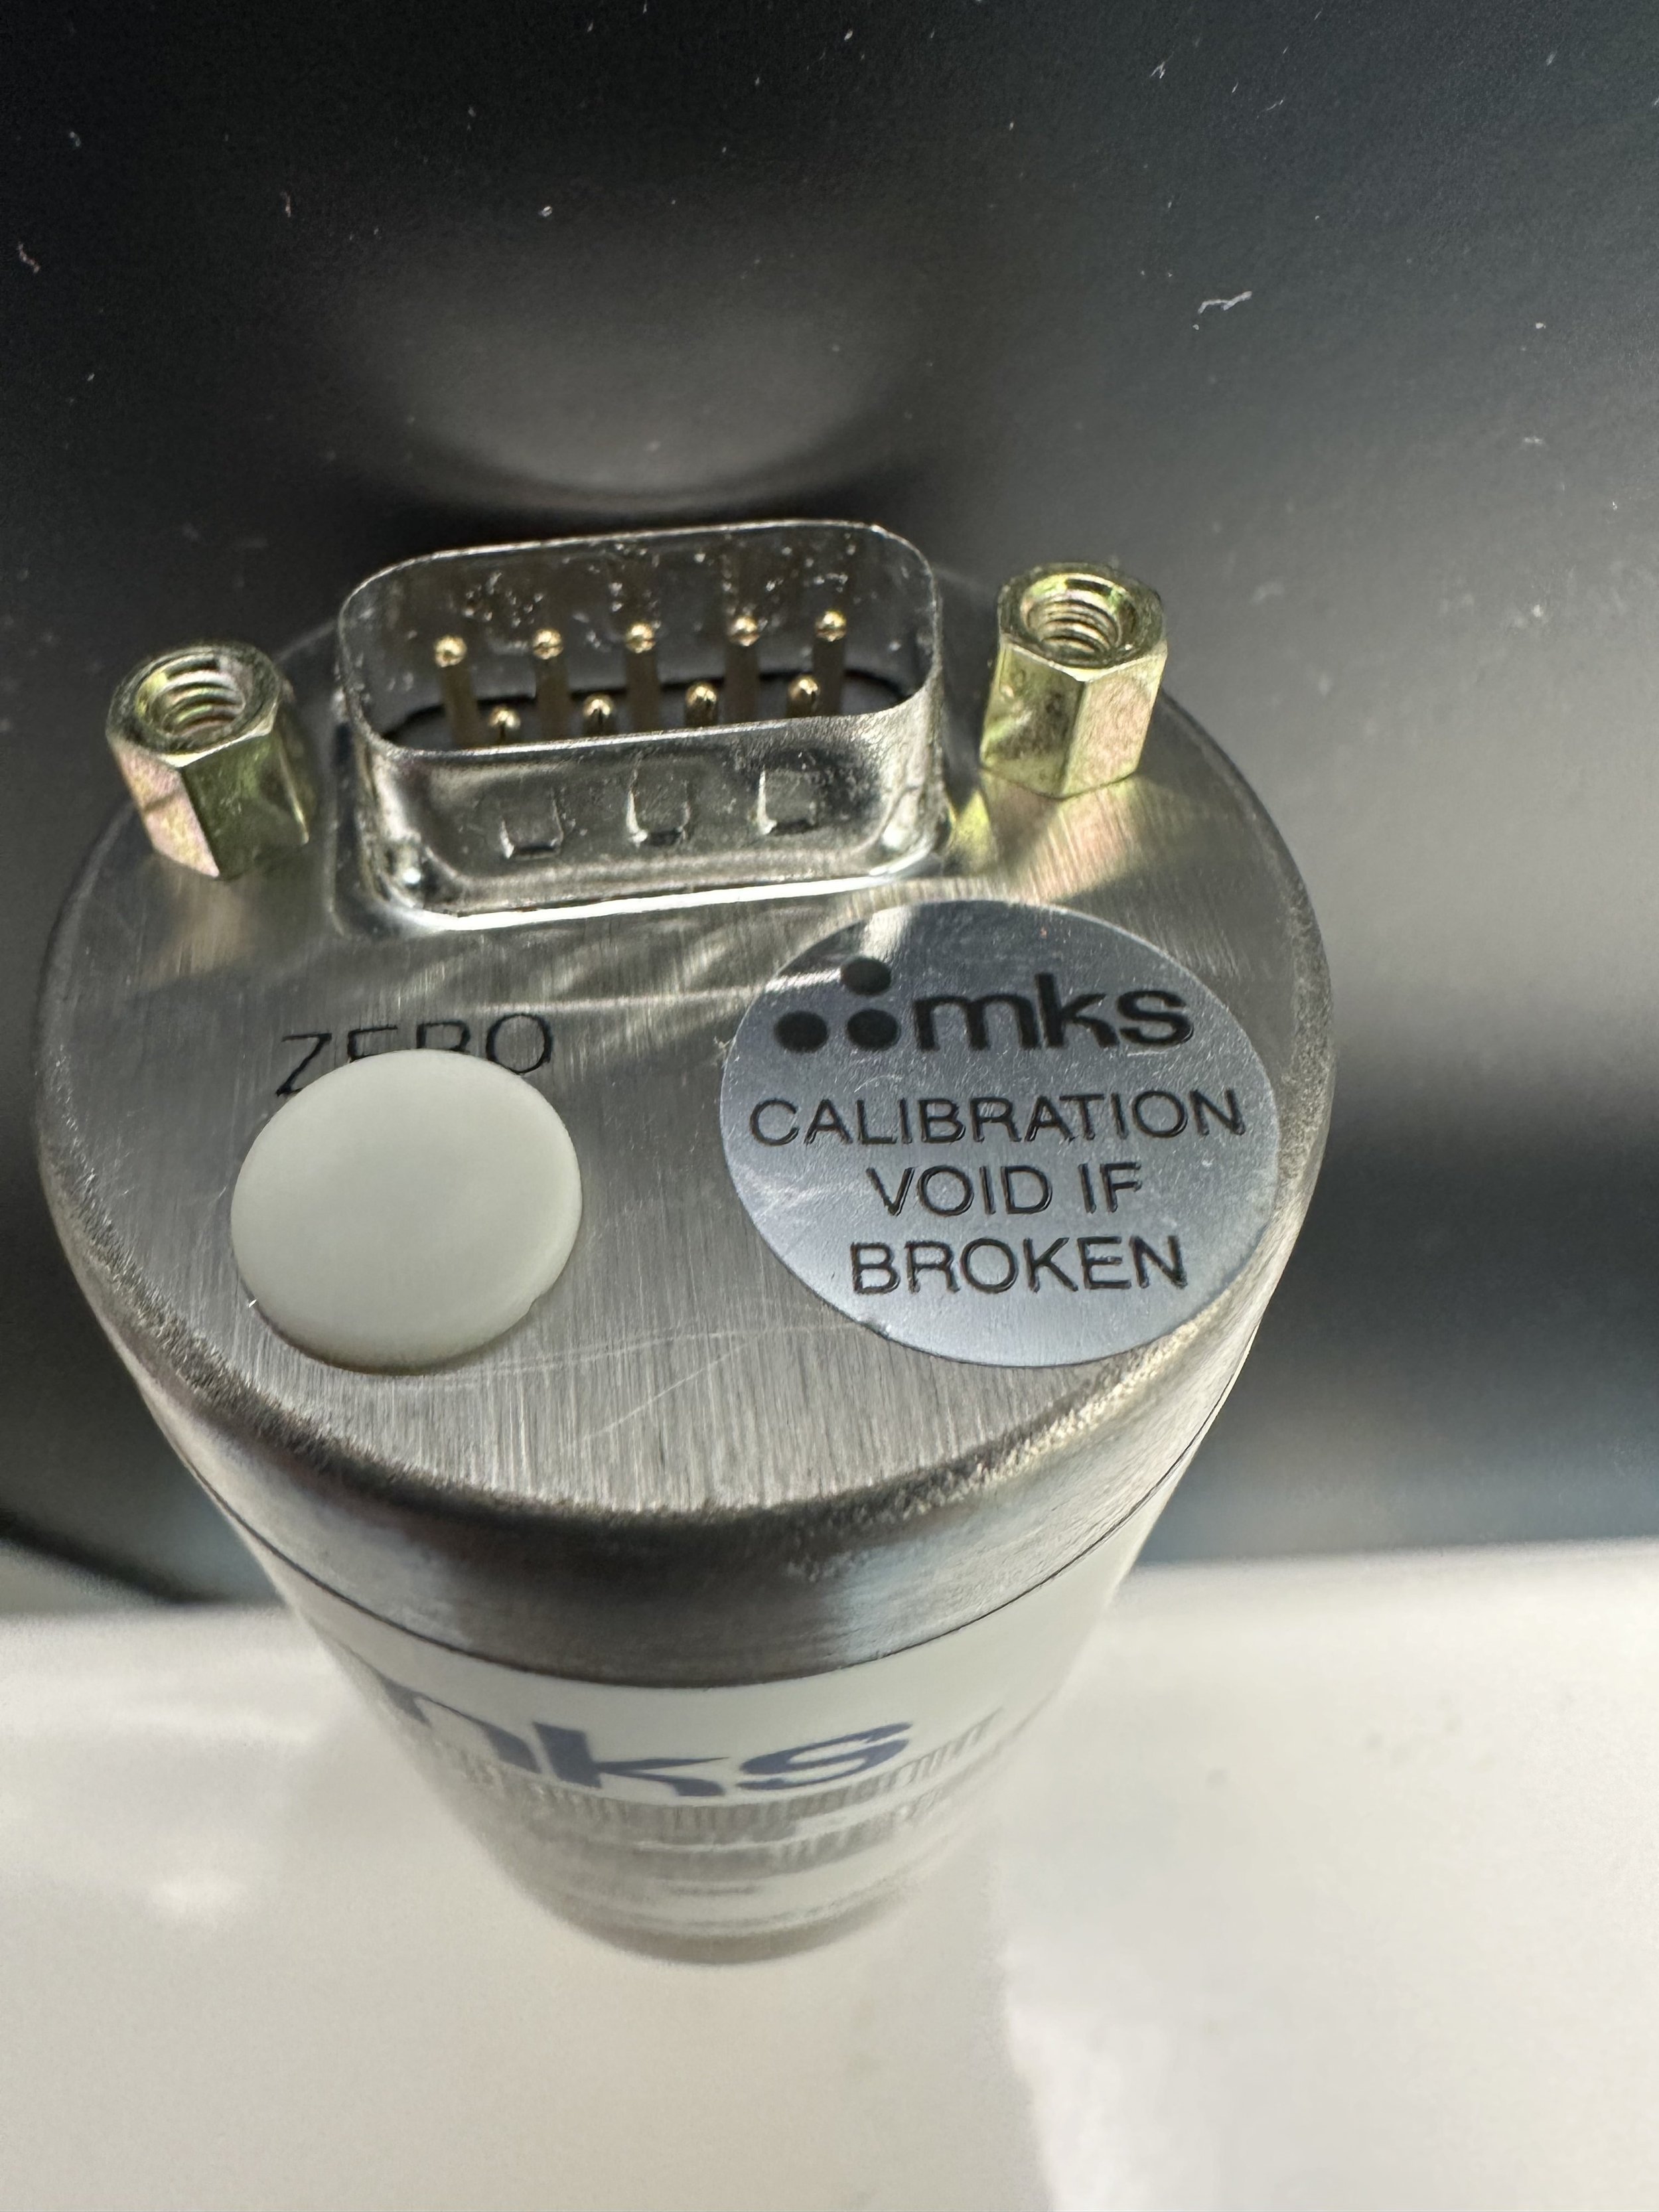 ZERO
mks
CALIBRATION
VOID IF
BROKEN
mks